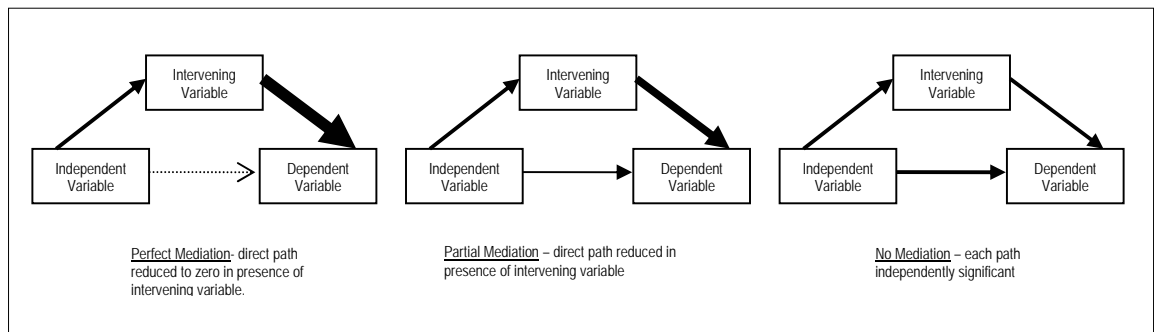 Intervening
Variable
Independent
Variable
Dependent
Variable
Perfect Mediation- direct path
reduced to zero in presence of
intervening variable.
Intervening
Variable
Independent
Variable
Dependent
Variable
Partial Mediation – direct path reduced in
presence of intervening variable
Intervening
Variable
Independent
Variable
Dependent
Variable
No Mediation – each path
independently significant